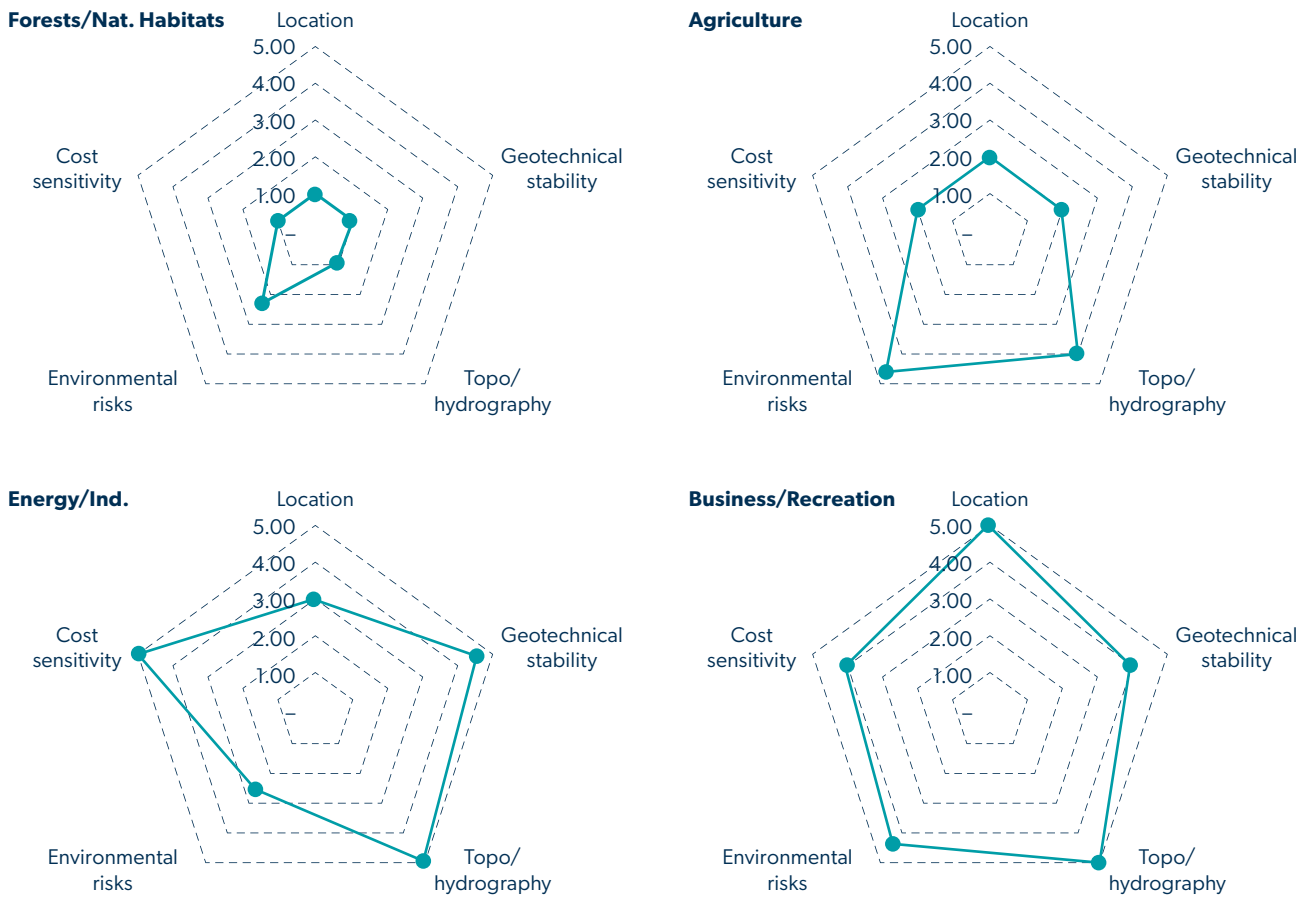 Forests/Nat. Habitats
Location
5.00
4.00
3.00
2.00
1.00
–
Cost
sensitivity
Geotechnical
stability
Environmental
risks
Topo/
hydrography
Agriculture
Location
5.00
4.00
3.00
2.00
1.00
–
Cost
sensitivity
Geotechnical
stability
Environmental
risks
Topo/
hydrography
Energy/Ind.
Location
5.00
4.00
3.00
2.00
1.00
–
Cost
sensitivity
Geotechnical
stability
Environmental
risks
Topo/
hydrography
Business/Recreation
Location
5.00
4.00
3.00
2.00
1.00
–
Cost
sensitivity
Geotechnical
stability
Environmental
risks
Topo/
hydrography